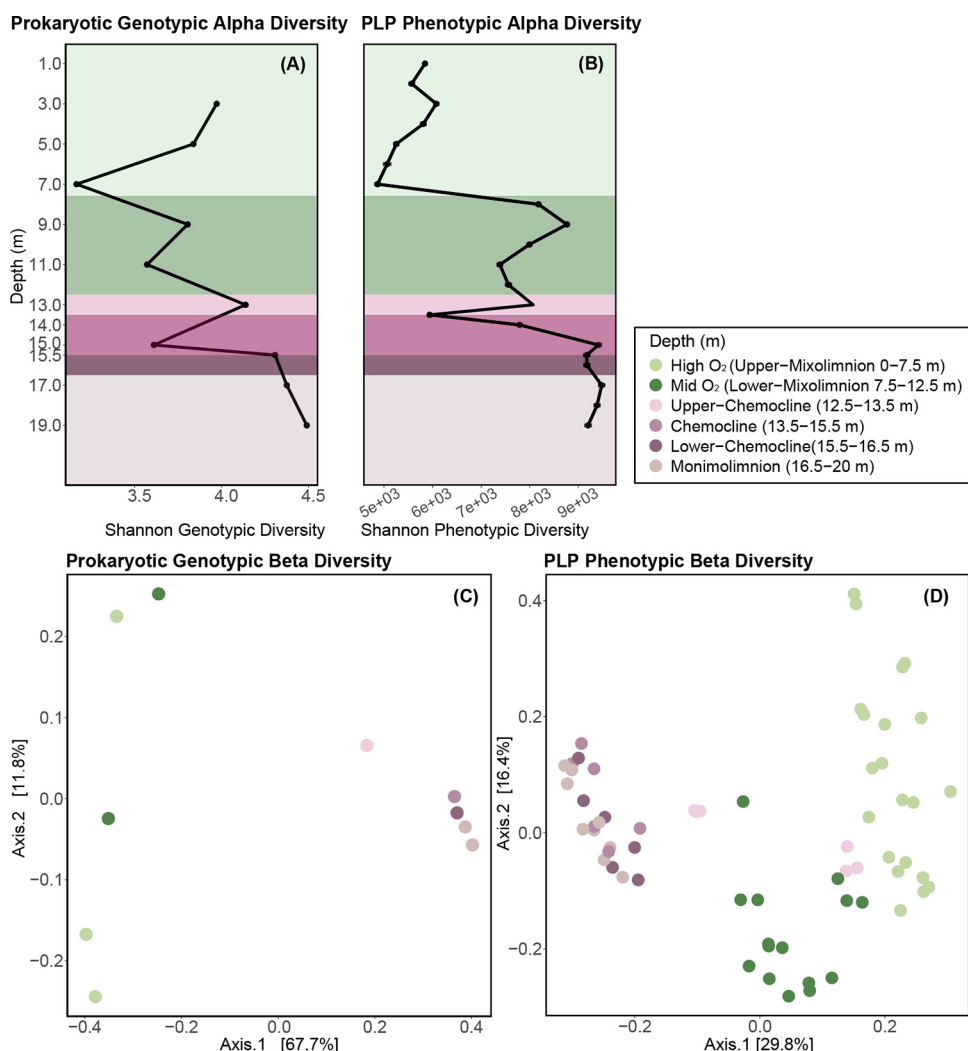 Prokaryotic Genotypic Alpha Diversity
PLP Phenotypic Alpha Diversity
(A)
(B)
Depth (m)
1.0
3.0
5.0
7.0
9.0
11.0
13.0
14.0
15.0
15.5
17.0
19.0
3.5 4.0 4.5
5e+03 6e+03 7e+03 8e+03 9e+03
Shannon Genotypic Diversity
Shannon Phenotypic Diversity
Depth (m)
High O₂ (Upper−Mixolimnion 0−7.5 m)
Mid O₂ (Lower−Mixolimnion 7.5−12.5 m)
Upper−Chemocline (12.5−13.5 m)
Chemocline (13.5−15.5 m)
Lower−Chemocline(15.5−16.5 m)
Monimolimnion (16.5−20 m)
Prokaryotic Genotypic Beta Diversity
PLP Phenotypic Beta Diversity
(C)
(D)
Axis.2 [11.8%]
0.2
0.1
0.0
−0.1
−0.2
−0.4 −0.2 0.0 0.2 0.4
Axis.1 [67.7%]
Axis.2 [16.4%]
0.4
0.2
0.0
−0.2
−0.2 0.0 0.2
Axis.1 [29.8%]